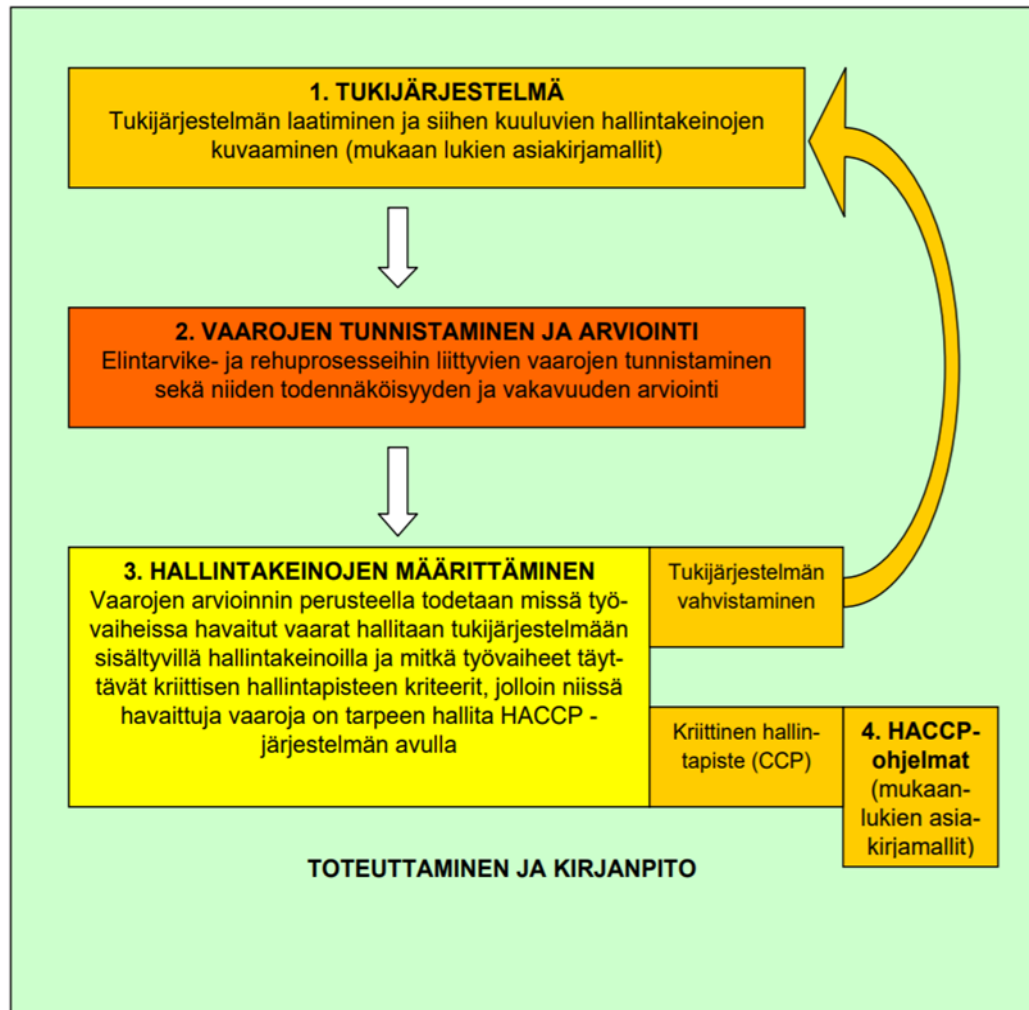 1. TUKIJÄRJESTELMÄ
Tukijärjestelmän laatiminen ja siihen kuuluvien hallintakeinojen
kuvaaminen (mukaan lukien asiakirjamallit)
2. VAAROJEN TUNNISTAMINEN JA ARVIOINTI
Elintarvike- ja rehuprosesseihin liittyvien vaarojen tunnistaminen
sekä niiden todennäköisyyden ja vakavuuden arviointi
3. HALLINTAKEINOJEN MÄÄRITTÄMINEN
Vaarojen arvioinnin perusteella todetaan missä työ-
vaiheissa havaitut vaarat hallitaan tukijärjestelmään
sisältyvillä hallintakeinoilla ja mitkä työvaiheet täyt-
tävät kriittisen hallintapisteen kriteerit, jolloin niissä
havaittuja vaaroja on tarpeen hallita HACCP -
järjestelmän avulla
Tukijärjestelmän
vahvistaminen
Kriittinen hallin-
tapiste (CCP)
4. HACCP-
ohjelmat
(mukaan-
lukien asia-
kirjamallit)
TOTEUTTAMINEN JA KIRJANPITO